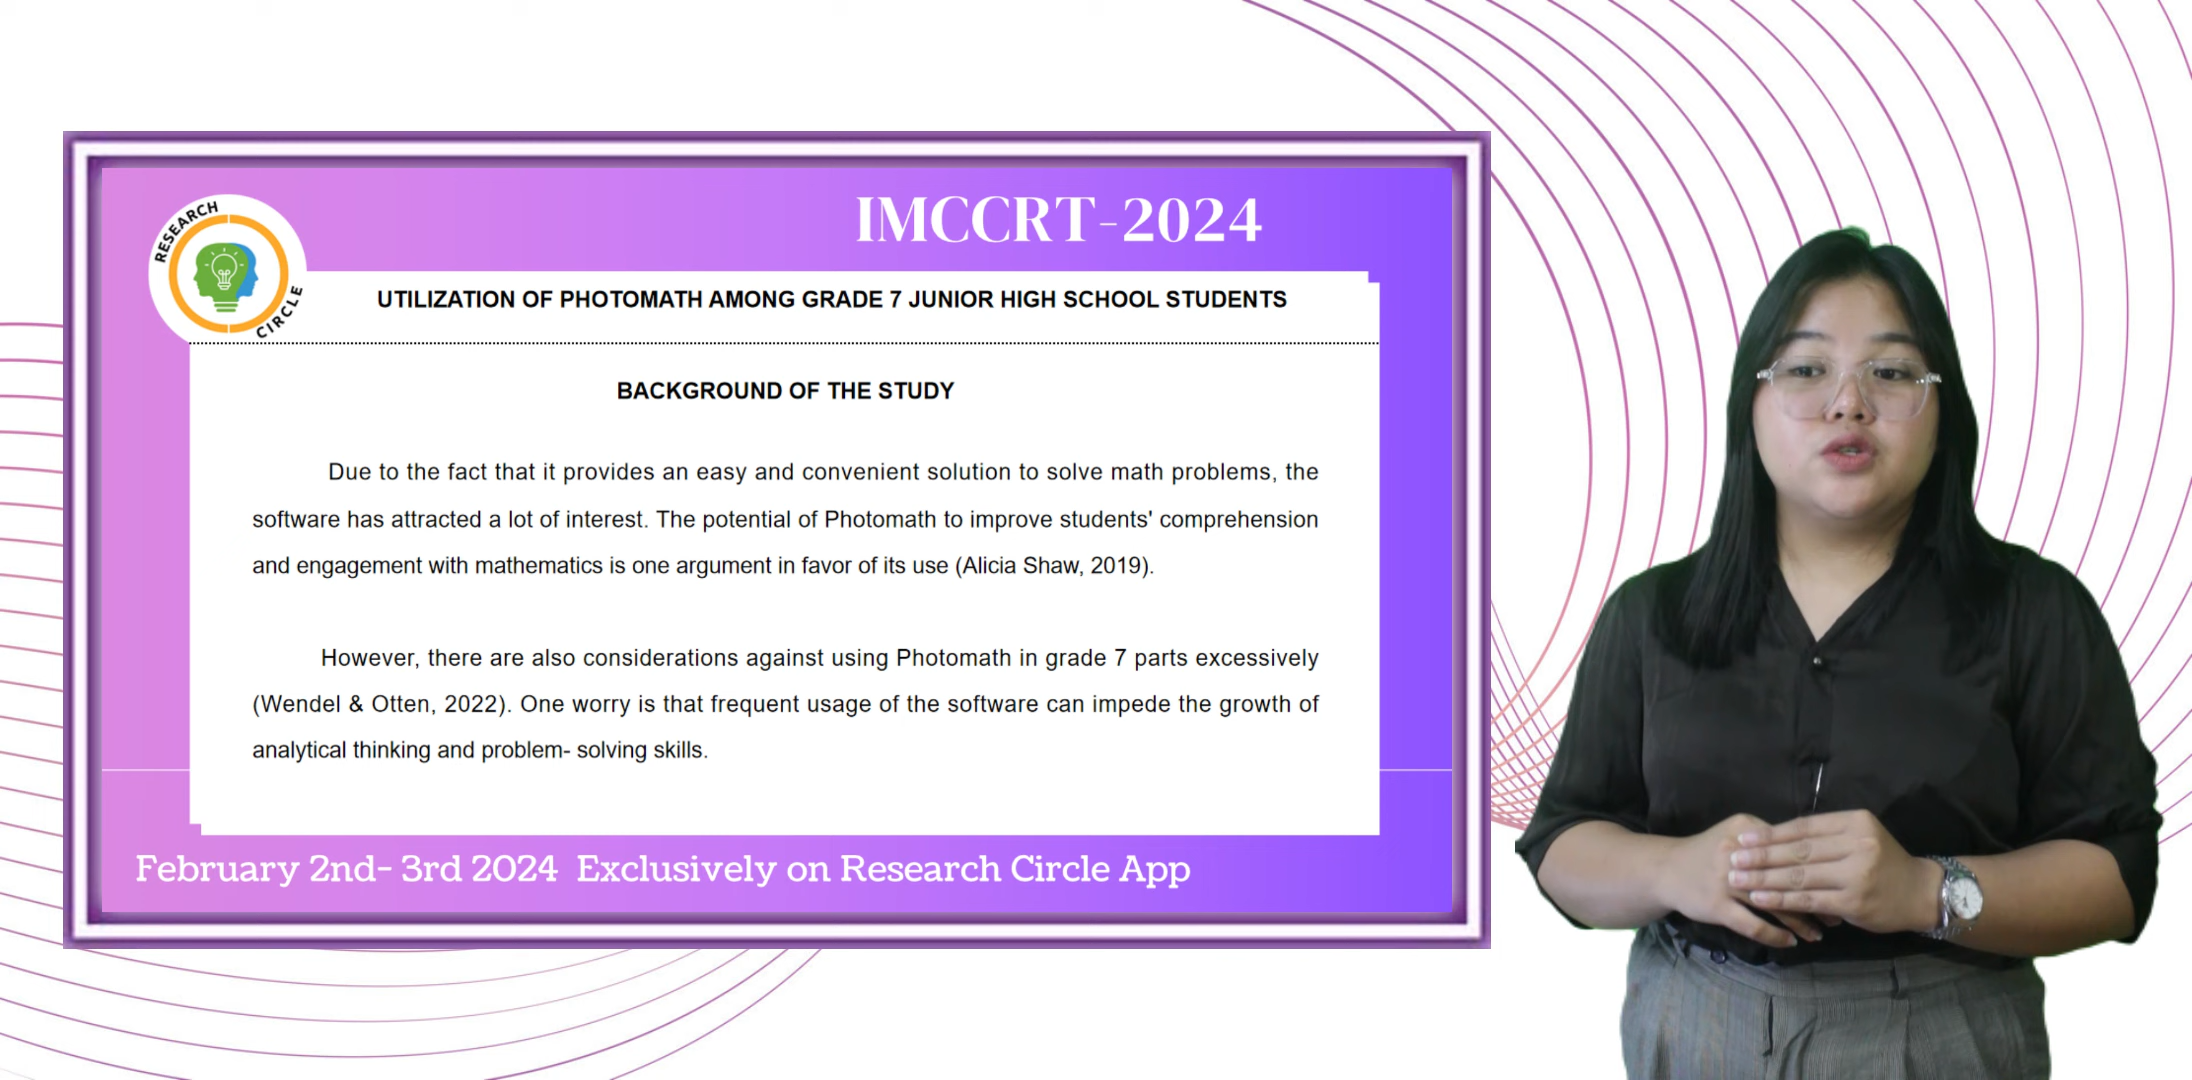 IMCCRT-2024
RESEARCH
CIRCLE
UTILIZATION OF PHOTOMATH AMONG GRADE 7 JUNIOR HIGH SCHOOL STUDENTS
BACKGROUND OF THE STUDY
Due to the fact that it provides an easy and convenient solution to solve math problems, the
software has attracted a lot of interest. The potential of Photomath to improve students' comprehension
and engagement with mathematics is one argument in favor of its use (Alicia Shaw, 2019).
However, there are also considerations against using Photomath in grade 7 parts excessively
(Wendel & Otten, 2022). One worry is that frequent usage of the software can impede the growth of
analytical thinking and problem- solving skills.
February 2nd- 3rd 2024 Exclusively on Research Circle App